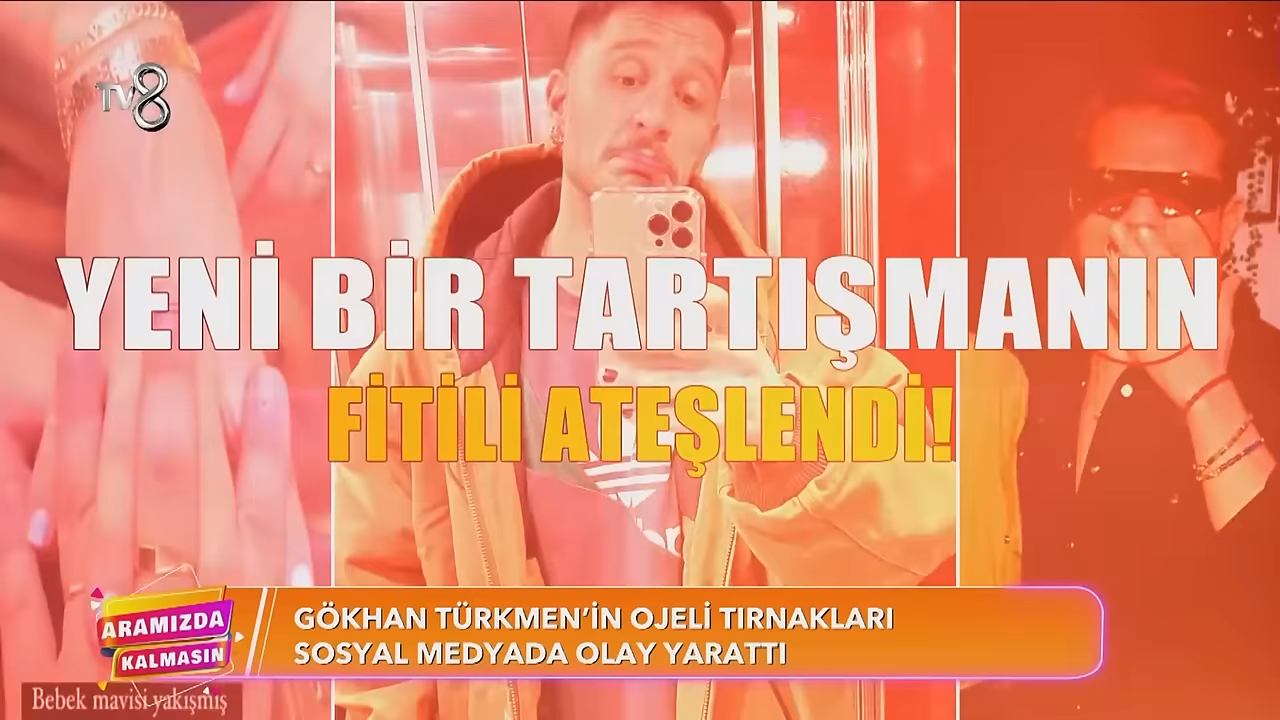 TV8
YENİ BİR TARTIŞMANIN
FİTİLİ ATEŞLENDİ!
ARAMIZDA
KALMASIN
GÖKHAN TÜRKMEN'İN OJELİ TIRNAKLARI
SOSYAL MEDYADA OLAY YARATTI
Bebek mavisi yakışmış